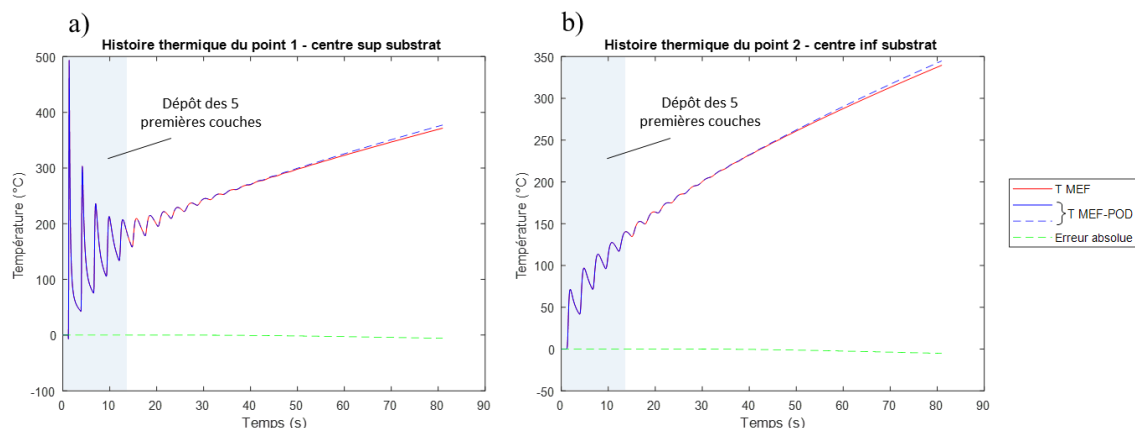 a)
Histoire thermique du point 1 - centre sup substrat
500
400
300
200
100
0
-100
Température (°C)
Dépôt des 5
premières couches
0 10 20 30 40 50 60 70 80 90
Temps (s)
b)
Histoire thermique du point 2 - centre inf substrat
350
300
250
200
150
100
50
0
-50
Température (°C)
Dépôt des 5
premières couches
0 10 20 30 40 50 60 70 80 90
Temps (s)
T MEF
T MEF-POD
Erreur absolue